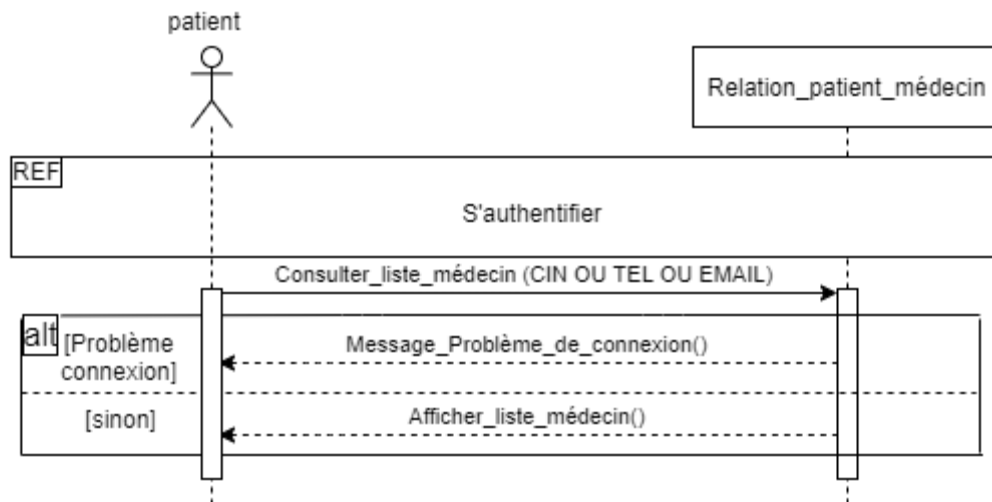 patient
Relation_patient_médecin
REF
S'authentifier
Consulter_liste_médecin (CIN OU TEL OU EMAIL)
alt
[Problème
connexion]
Message_Problème_de_connexion()
[sinon]
Afficher_liste_médecin()